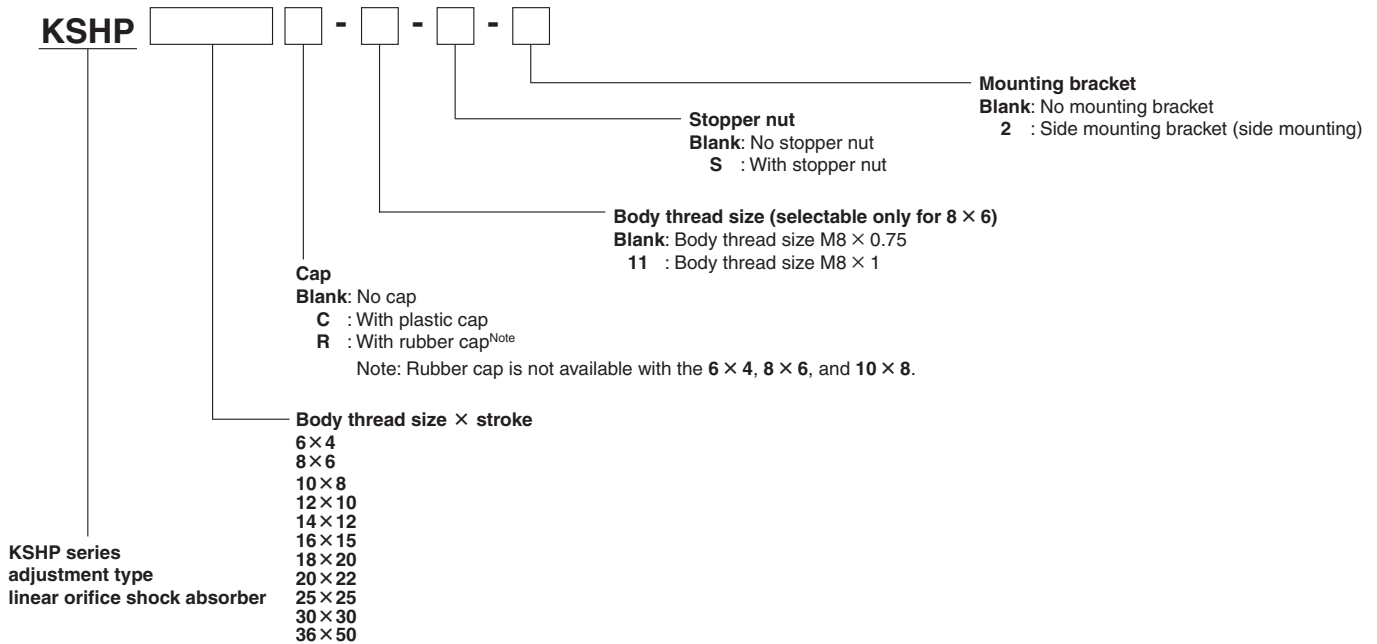 KSHP - - -
Mounting bracket
Blank: No mounting bracket
2 : Side mounting bracket (side mounting)
Stopper nut
Blank: No stopper nut
S : With stopper nut
Body thread size (selectable only for 8 × 6)
Blank: Body thread size M8 × 0.75
11 : Body thread size M8 × 1
Cap
Blank: No cap
C : With plastic cap
R : With rubber capNote
Note: Rubber cap is not available with the 6 × 4, 8 × 6, and 10 × 8.
Body thread size × stroke
6×4
8×6
10×8
12×10
14×12
16×15
18×20
20×22
25×25
30×30
36×50
KSHP series
adjustment type
linear orifice shock absorber